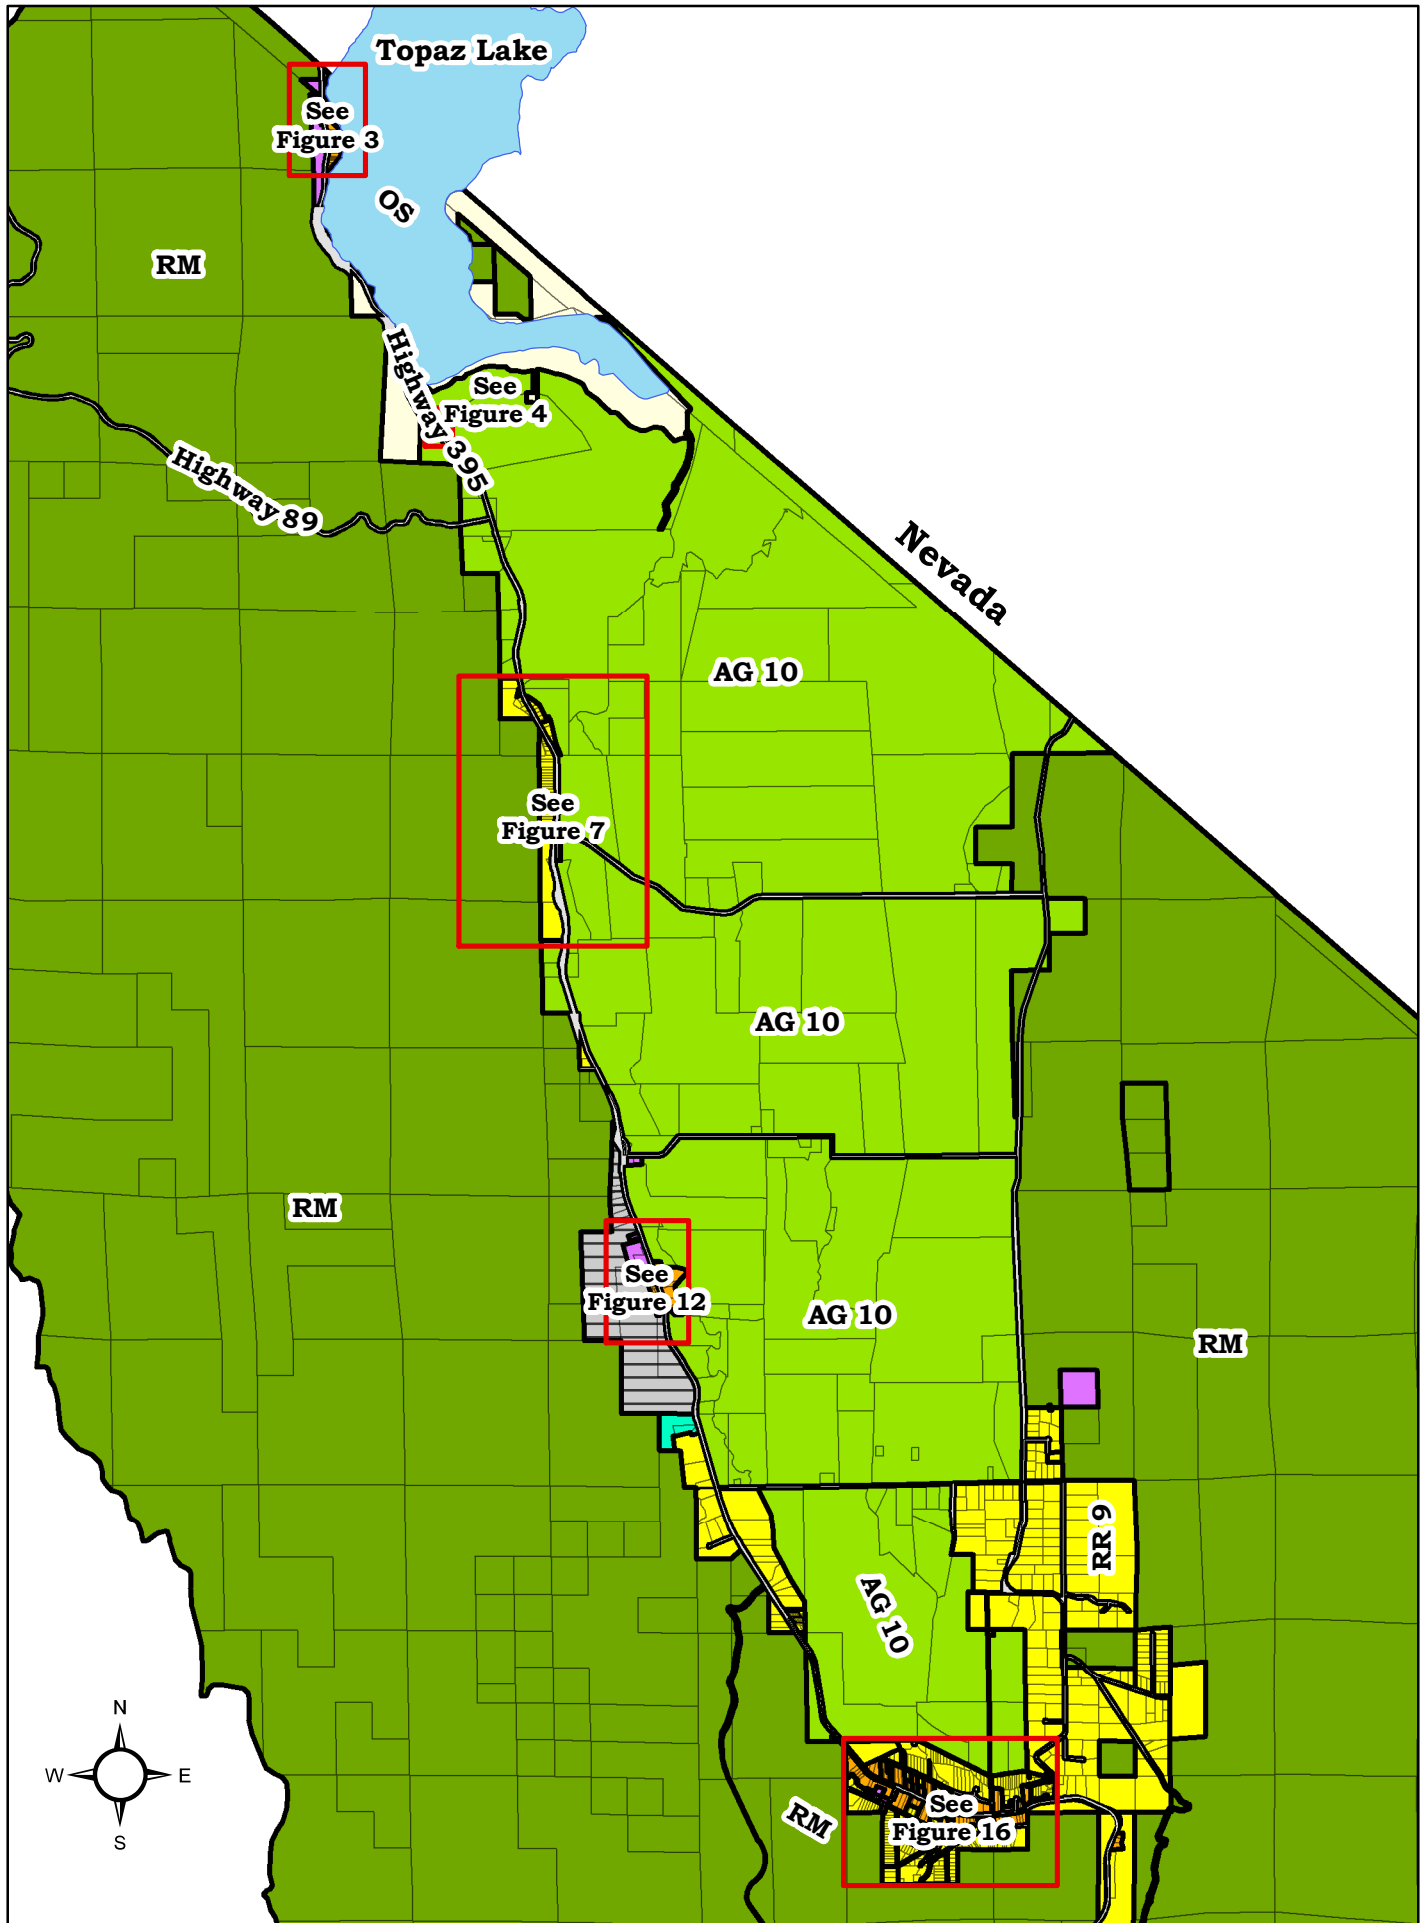 Topaz Lake
See
Figure 3
OS
RM
Highway 395
See
Figure 4
Highway 89
Nevada
AG 10
See
Figure 7
AG 10
RM
See
Figure 12
AG 10
RM
RR 9
AG 10
N
W
E
S
See
Figure 16
RM